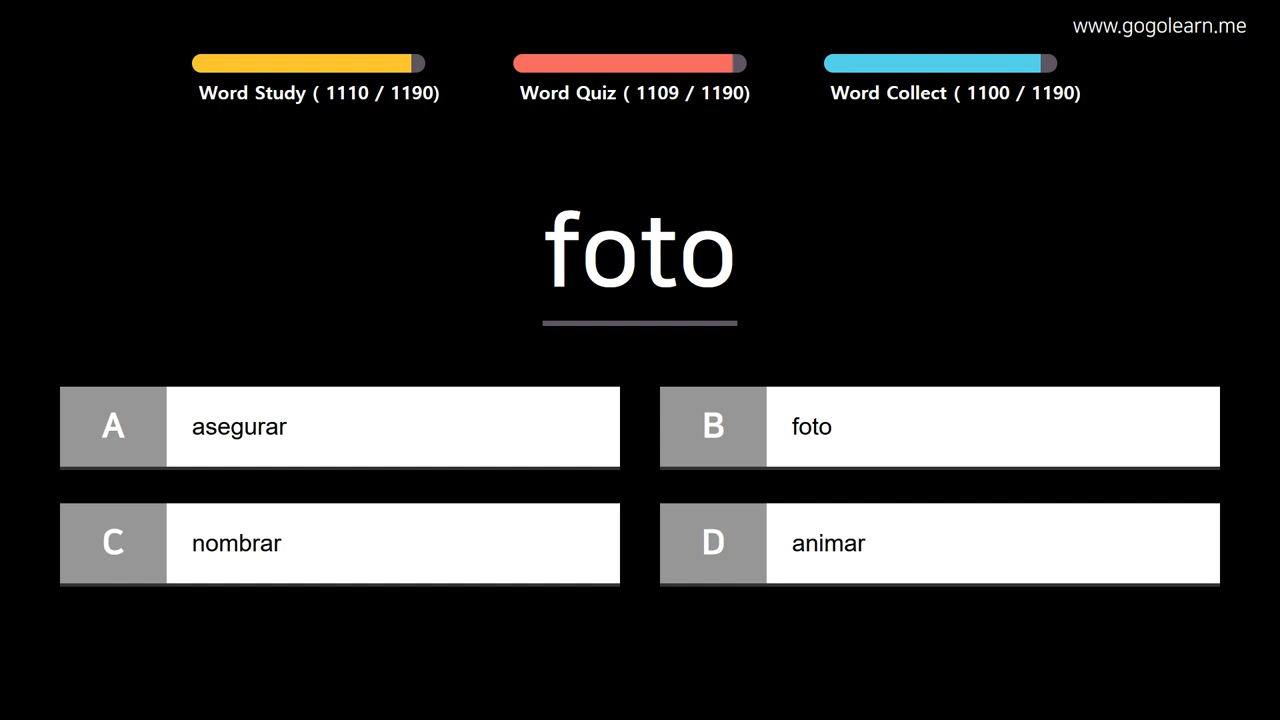 www.gogolearn.me
Word Study ( 1110 / 1190)
Word Quiz ( 1109 / 1190)
Word Collect ( 1100 / 1190)
foto
A asegurar
B foto
C nombrar
D animar